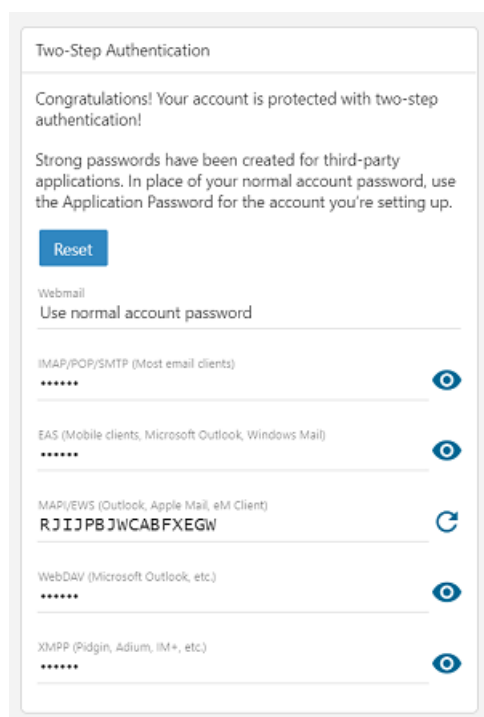 Two-Step Authentication
Congratulations! Your account is protected with two-step
authentication!
Strong passwords have been created for third-party
applications. In place of your normal account password, use
the Application Password for the account you're setting up.
Reset
Webmail
Use normal account password
IMAP/POP/SMTP (Most email clients)
••••••
EAS (Mobile clients, Microsoft Outlook, Windows Mail)
••••••
MAPI/EWS (Outlook, Apple Mail, eM Client)
RJIJPBJWCABFXEGW
WebDAV (Microsoft Outlook, etc.)
••••••
XMPP (Pidgin, Adium, IM+, etc.)
••••••